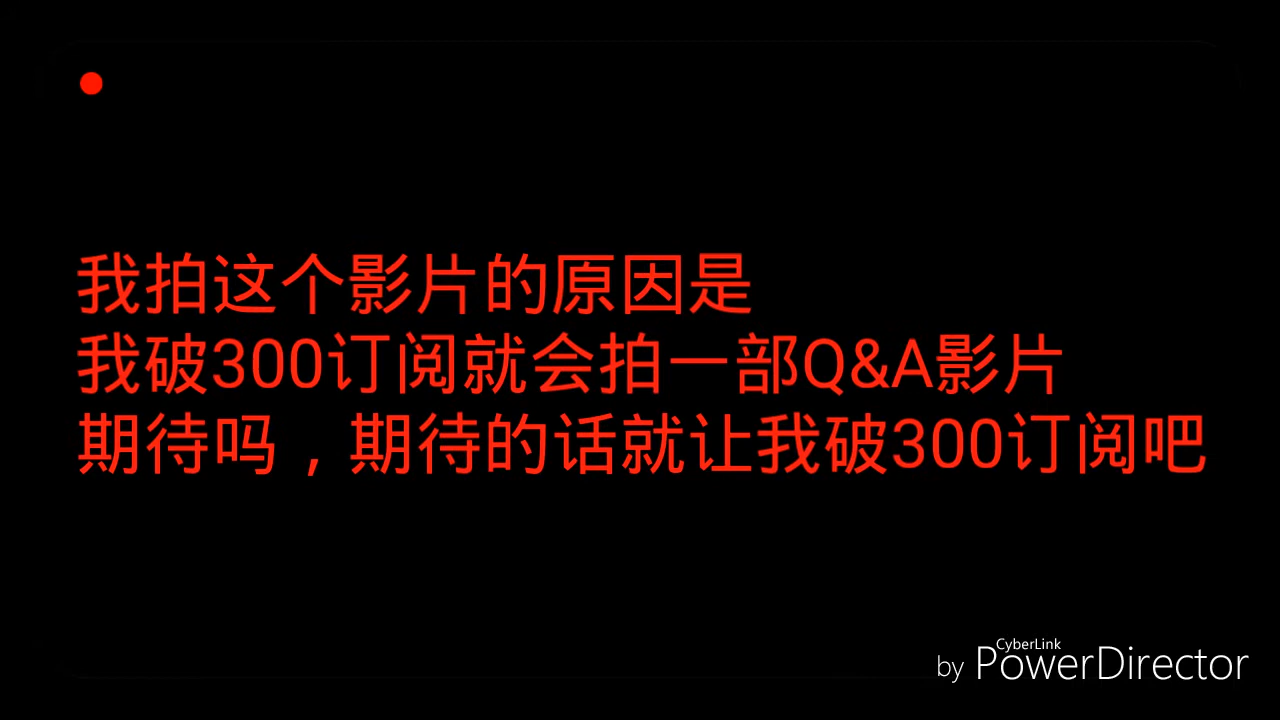 我拍这个影片的原因是
我破300订阅就会拍一部Q&A影片
期待吗，期待的话就让我破300订阅吧
CyberLink
by PowerDirector